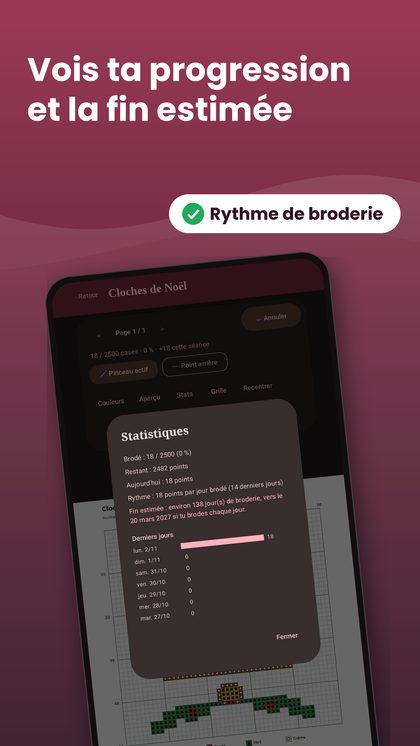 Vois ta progression
et la fin estimée
Rythme de broderie
‹ Retour Cloches de Noël
Page 1 / 1
Annuler
18 / 2500 cases · 0 % · +18 cette séance
Pinceau actif
Point arrière
Couleurs Aperçu Stats Grille Recentrer
Statistiques
Brodé : 18 / 2500 (0 %)
Restant : 2482 points
Aujourd'hui : 18 points
Rythme : 18 points par jour brodé (14 derniers jours)
Fin estimée : environ 138 jour(s) de broderie, vers le
20 mars 2027 si tu brodes chaque jour.
Derniers jours
lun. 2/11 18
dim. 1/11 0
sam. 31/10 0
ven. 30/10 0
jeu. 29/10 0
mer. 28/10 0
mar. 27/10 0
Fermer
Vert
Crème